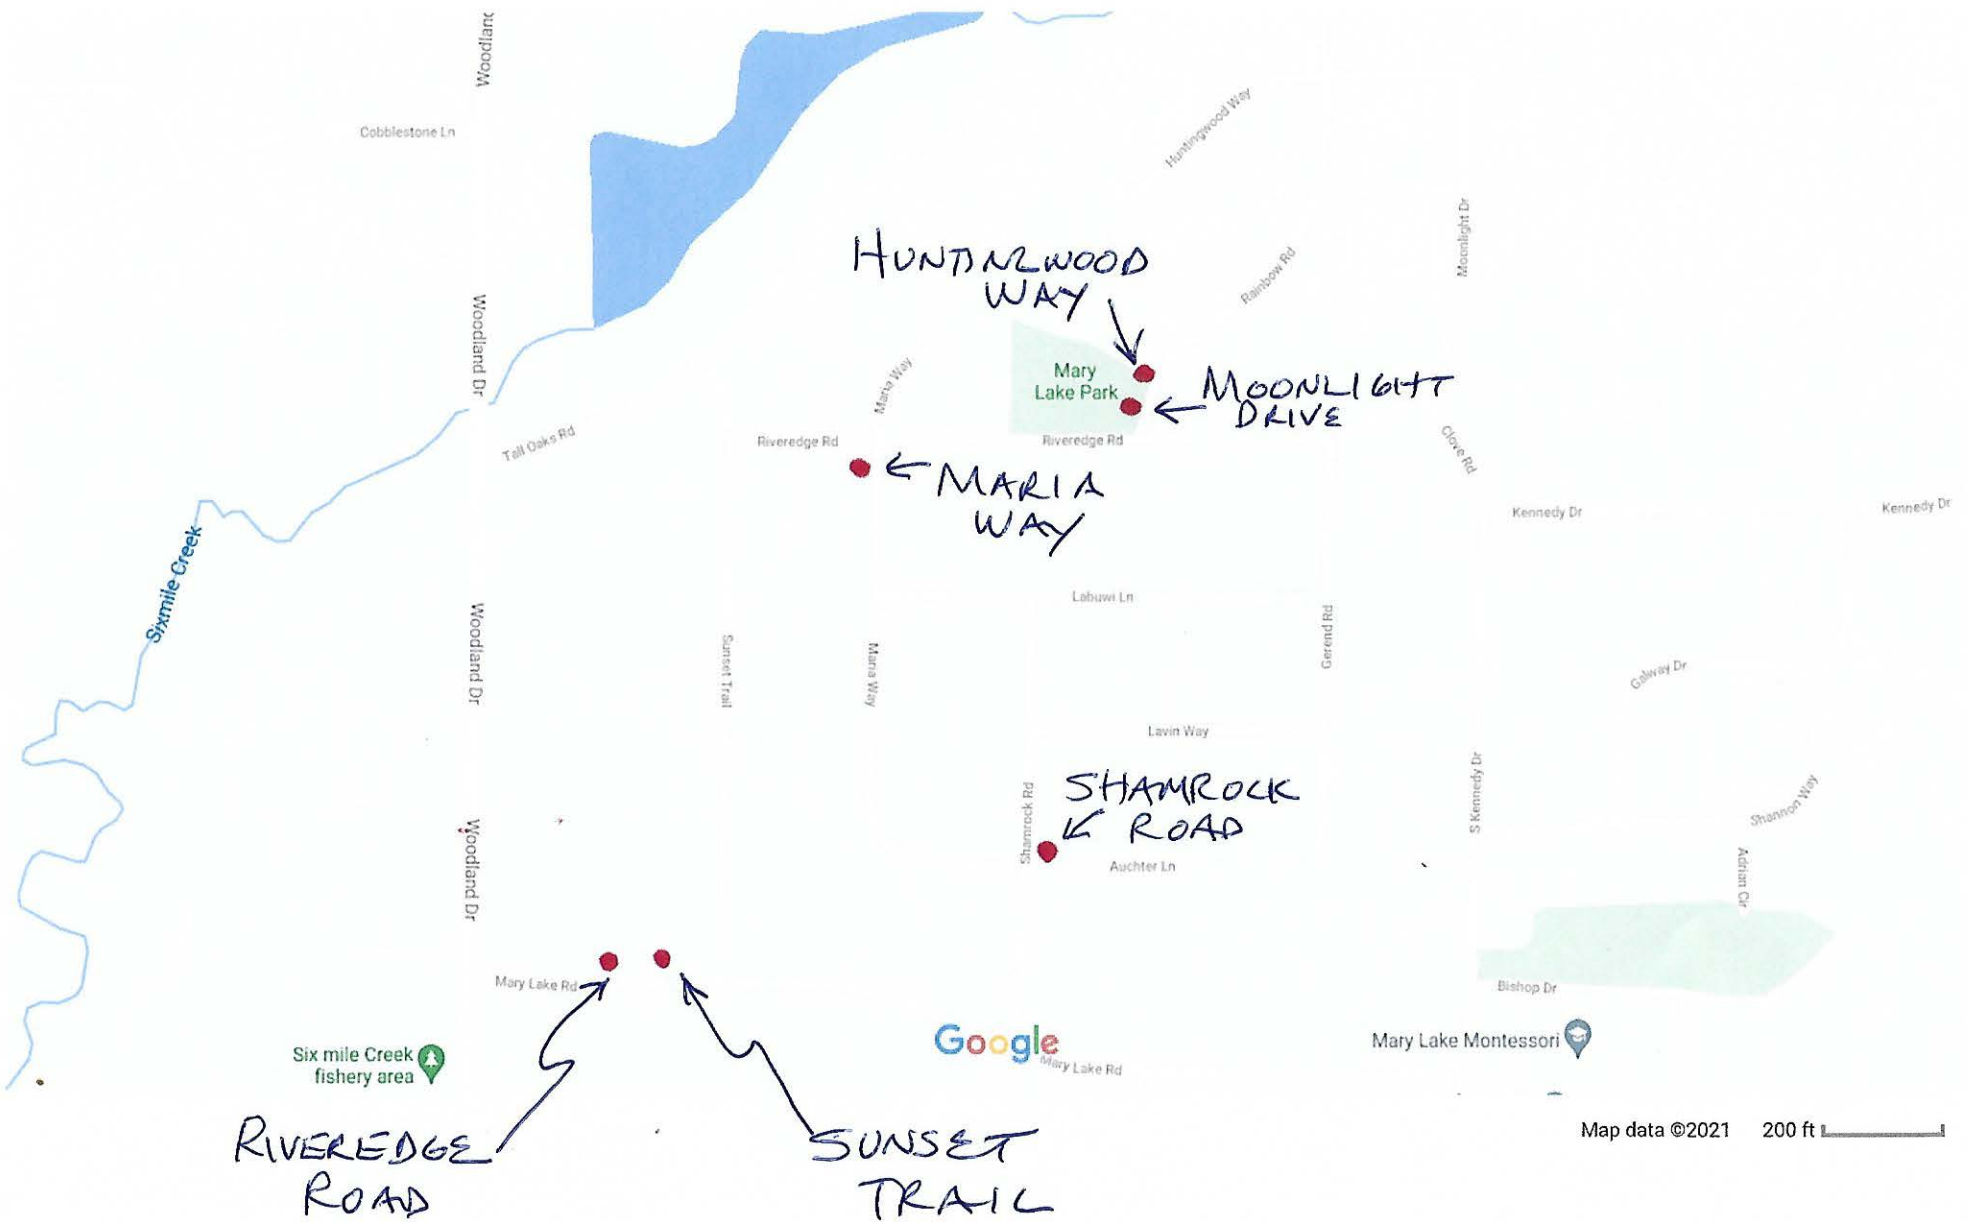 Woodland
Cobblestone Ln
Huntingwood Way
Moonlight Dr
HUNTINGWOOD
WAY
Rainbow Rd
Woodland Dr
Maria Way
Mary
Lake Park
MOONLIGHT
DRIVE
Tall Oaks Rd
Riveredge Rd
Riveredge Rd
Clove Rd
MARIA
WAY
Kennedy Dr
Kennedy Dr
Sixmile Creek
Labuwi Ln
Woodland Dr
Sunset Trail
Maria Way
Gerend Rd
Galway Dr
Lavin Way
SHAMROCK
ROAD
Shamrock Rd
S Kennedy Dr
Shannon Way
Woodland Dr
Auchter Ln
Adrian Cir
Mary Lake Rd
Bishop Dr
Google
Mary Lake Rd
Mary Lake Montessori
Six mile Creek
fishery area
Map data ©2021 200 ft
RIVEREDGE
ROAD
SUNSET
TRAIL